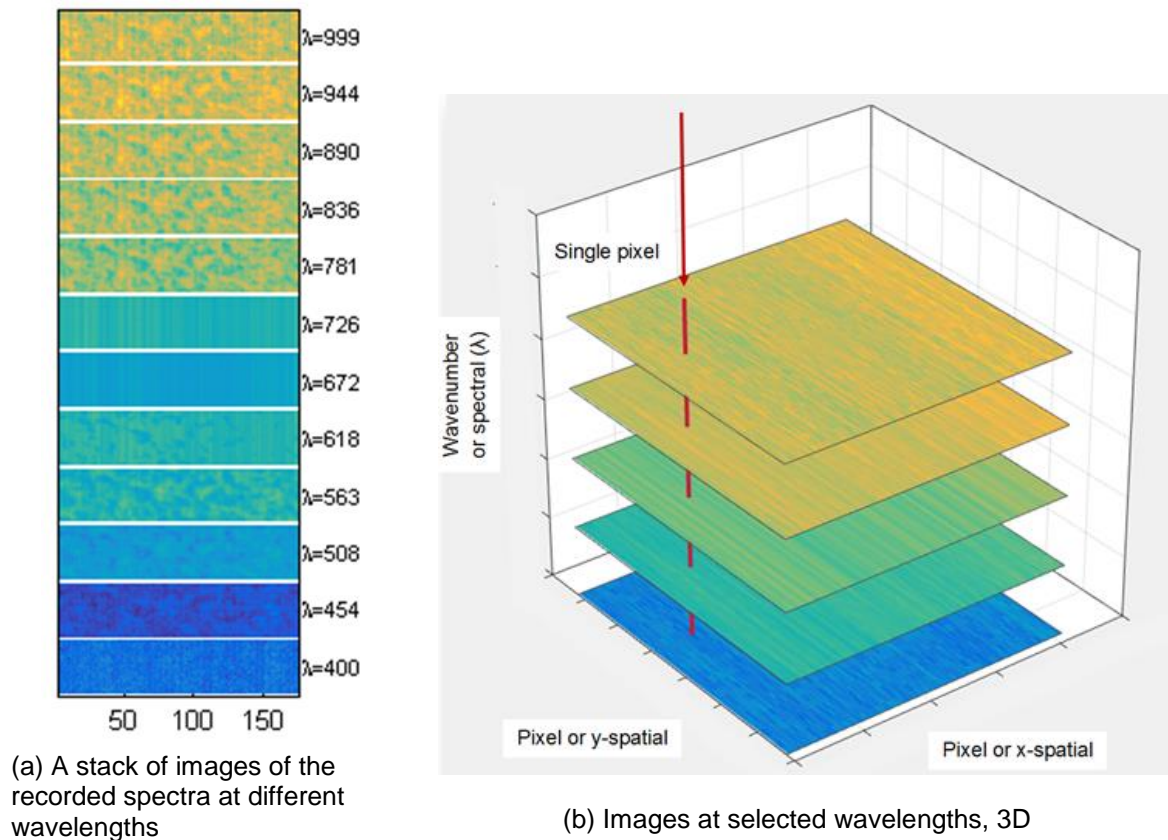 λ=999
λ=944
λ=890
λ=836
λ=781
λ=726
λ=672
λ=618
λ=563
λ=508
λ=454
λ=400
50 100 150
(a) A stack of images of the
recorded spectra at different
wavelengths
Single pixel
Wavenumber
or spectral (λ)
Pixel or y-spatial
Pixel or x-spatial
(b) Images at selected wavelengths, 3D